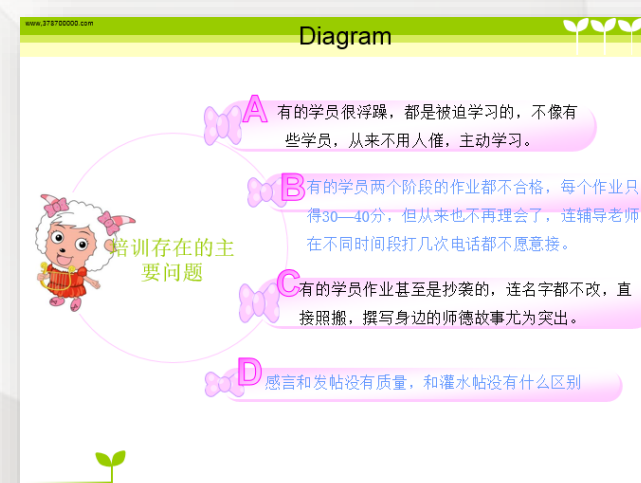 www.378700000.com
Diagram
A
有的学员很浮躁，都是被迫学习的，不像有
些学员，从来不用人催，主动学习。
B
有的学员两个阶段的作业都不合格，每个作业只
得30—40分，但从来也不再理会了，连辅导老师
在不同时间段打几次电话都不愿意接。
培训存在的主
要问题
C
有的学员作业甚至是抄袭的，连名字都不改，直
接照搬，撰写身边的师德故事尤为突出。
D
感言和发帖没有质量，和灌水帖没有什么区别